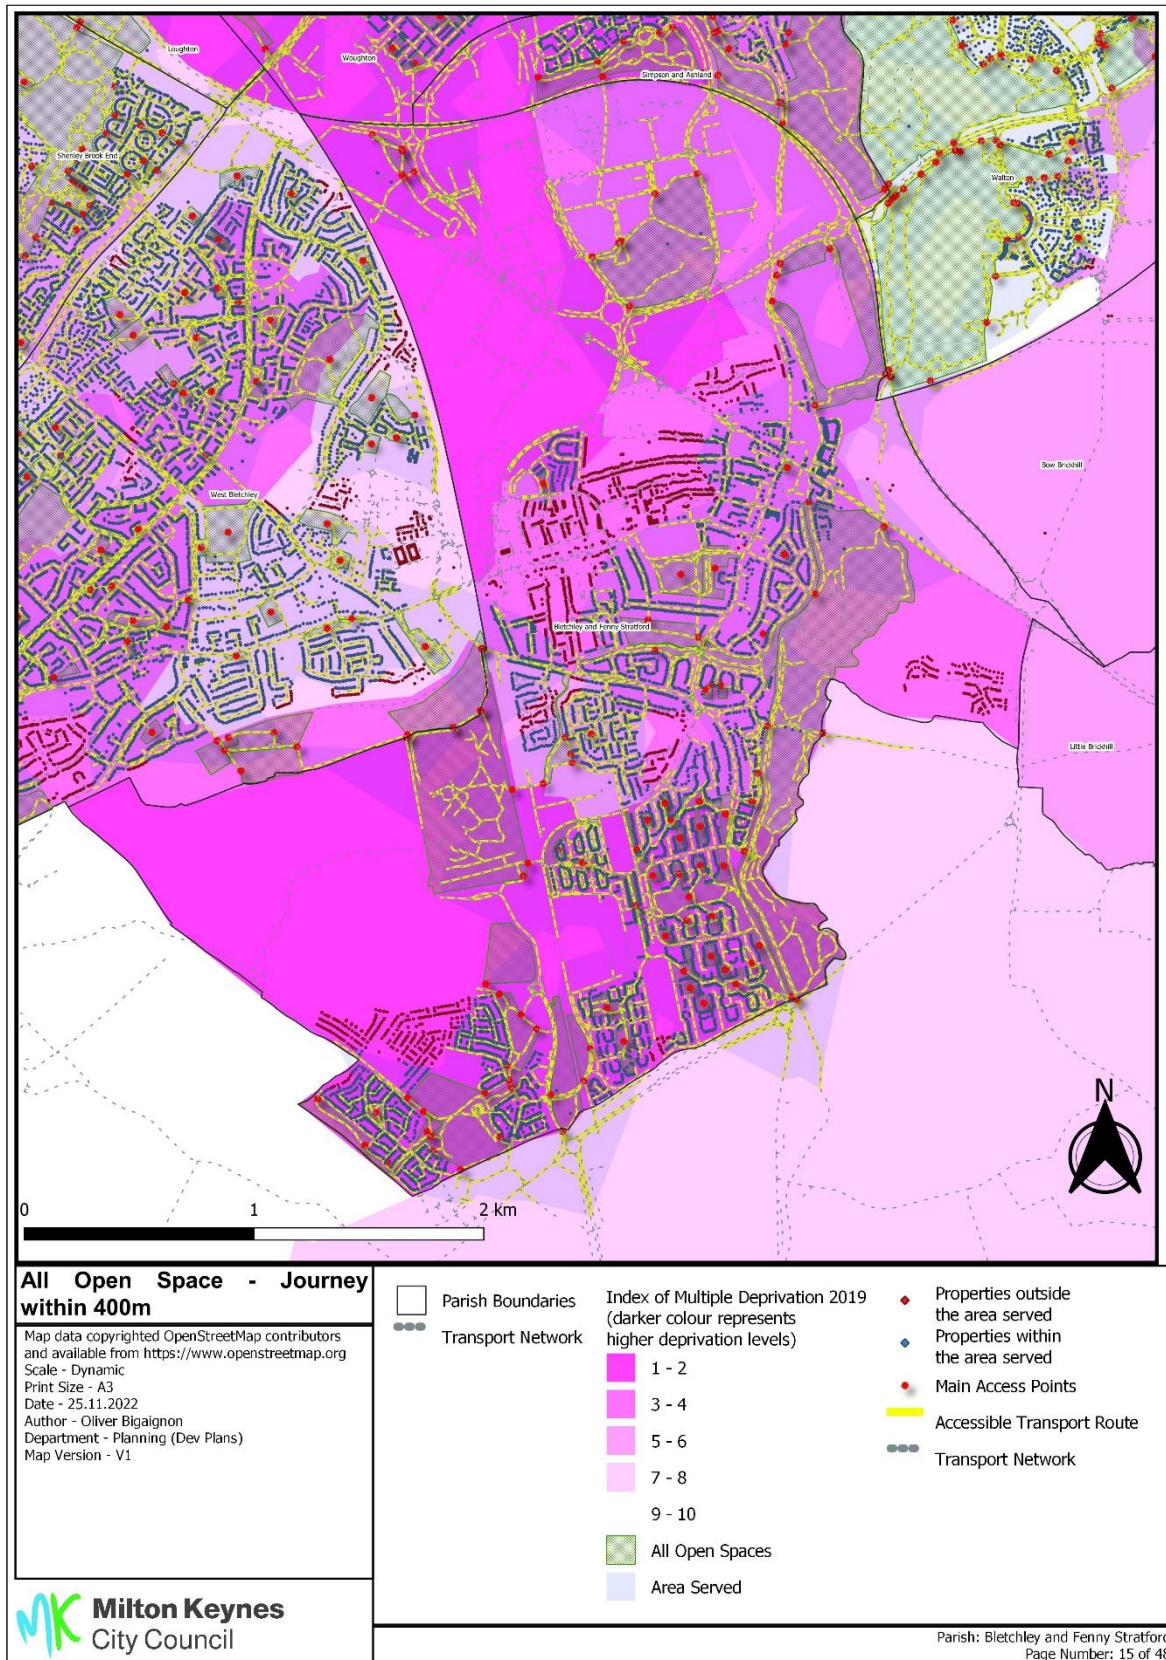 Loughton
Woughton
Simpson and Ashland
Shenley Brook End
Walton
Bow Brickhill
West Bletchley
Bletchley and Fenny Stratford
Little Brickhill
N
0 1 2 km
All Open Space - Journey
within 400m
Map data copyrighted OpenStreetMap contributors
and available from https://www.openstreetmap.org
Scale - Dynamic
Print Size - A3
Date - 25.11.2022
Author - Oliver Bigaignon
Department - Planning (Dev Plans)
Map Version - V1
MK Milton Keynes
City Council
Parish Boundaries
Transport Network
Index of Multiple Deprivation 2019
(darker colour represents
higher deprivation levels)
1 - 2
3 - 4
5 - 6
7 - 8
9 - 10
All Open Spaces
Area Served
Properties outside
the area served
Properties within
the area served
Main Access Points
Accessible Transport Route
Transport Network
Parish: Bletchley and Fenny Stratford
Page Number: 15 of 48